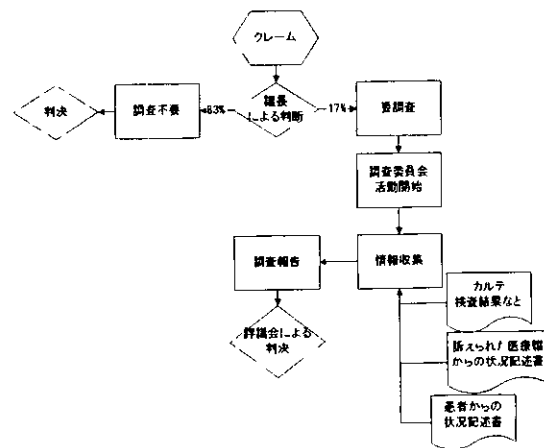 クレーム
判決
調査不要
83%
組長
による判断
17%
要調査
調査委員会
活動開始
調査報告
情報収集
カルテ
検査結果など
評議会による
判決
訴えられた医療職
からの状況記述書
患者からの
状況記述書